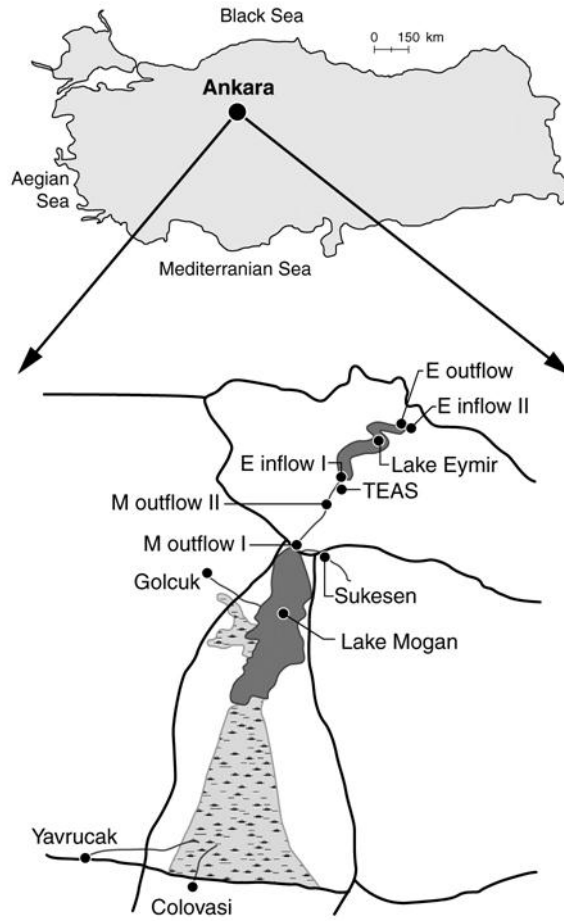 Black Sea
0 150 km
Ankara
Aegian
Sea
Mediterranian Sea
E outflow
E inflow II
E inflow I
Lake Eymir
TEAS
M outflow II
M outflow I
Golcuk
Sukesen
Lake Mogan
Yavrucak
Colovasi